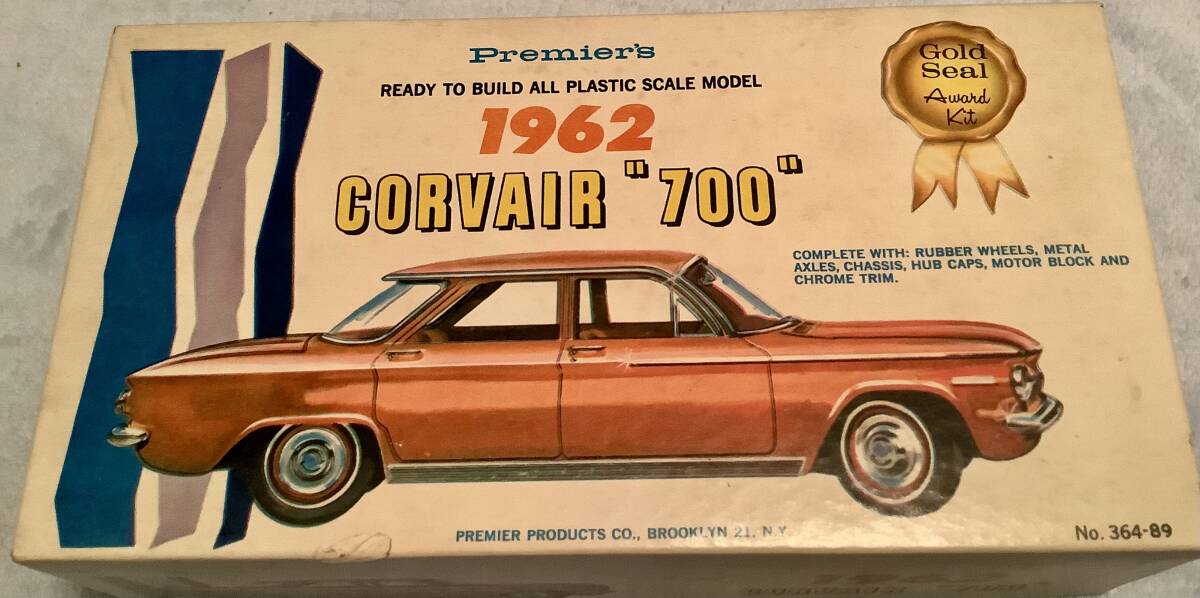 Premier's
READY TO BUILD ALL PLASTIC SCALE MODEL
1962
CORVAIR "700"
Gold
Seal
Award
Kit
COMPLETE WITH: RUBBER WHEELS, METAL
AXLES, CHASSIS, HUB CAPS, MOTOR BLOCK AND
CHROME TRIM.
PREMIER PRODUCTS CO., BROOKLYN 21, N.Y.
No. 364-89
1962